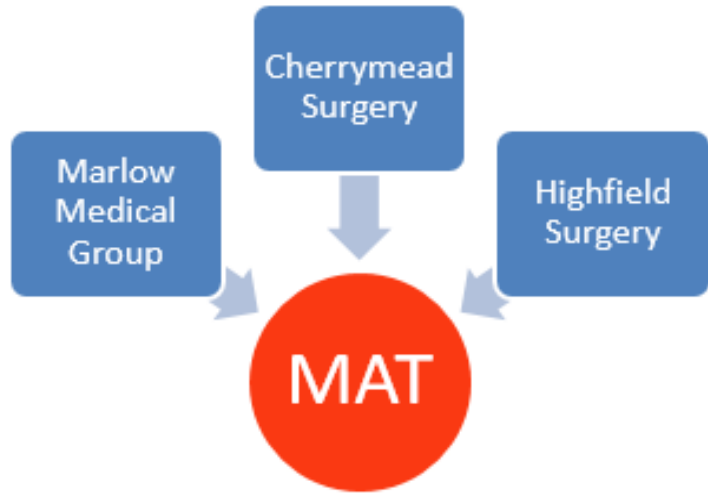 Cherrymead
Surgery
Marlow
Medical
Group
Highfield
Surgery
MAT